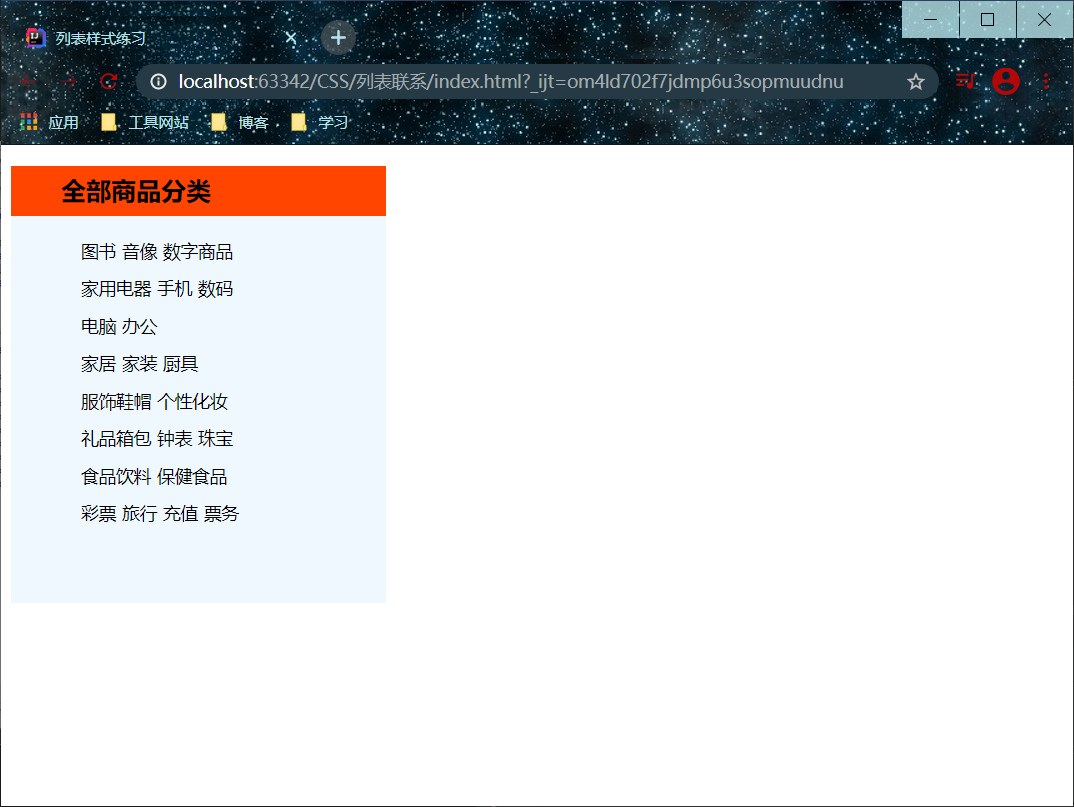 列表样式练习
localhost:63342/CSS/列表联系/index.html?_ijt=om4ld702f7jdmp6u3sopmuudnu
应用 工具网站 博客 学习
全部商品分类
图书 音像 数字商品
家用电器 手机 数码
电脑 办公
家居 家装 厨具
服饰鞋帽 个性化妆
礼品箱包 钟表 珠宝
食品饮料 保健食品
彩票 旅行 充值 票务